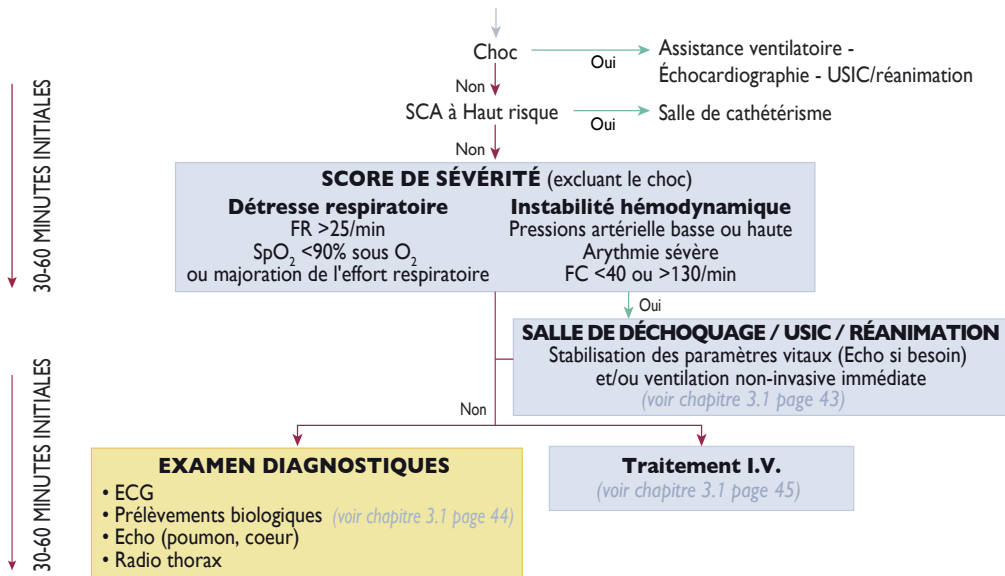 Choc
Oui
Assistance ventilatoire -
Échocardiographie - USIC/réanimation
Non
SCA à Haut risque
Oui
Salle de cathétérisme
Non
30-60 MINUTES INITIALES
SCORE DE SÉVÉRITÉ (excluant le choc)
Détresse respiratoire
FR >25/min
SpO₂ <90% sous O₂
ou majoration de l'effort respiratoire
Instabilité hémodynamique
Pressions artérielle basse ou haute
Arythmie sévère
FC <40 ou >130/min
Oui
SALLE DE DÉCHOQUAGE / USIC / RÉANIMATION
Stabilisation des paramètres vitaux (Echo si besoin)
et/ou ventilation non-invasive immédiate
(voir chapitre 3.1 page 43)
Non
30-60 MINUTES INITIALES
EXAMEN DIAGNOSTIQUES
• ECG
• Prélèvements biologiques (voir chapitre 3.1 page 44)
• Echo (poumon, coeur)
• Radio thorax
Traitement I.V.
(voir chapitre 3.1 page 45)